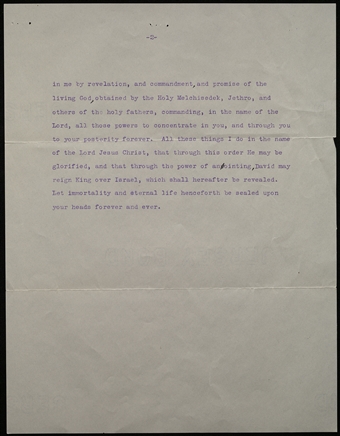 -2-
in me by revelation, and commandment, and promise of the
living God, obtained by the Holy Melchisedek, Jethro, and
others of the holy fathers, commanding, in the name of the
Lord, all those powers to concentrate in you, and through you
to your posterity forever. All these things I do in the name
of the Lord Jesus Christ, that through this order He may be
glorified, and that through the power of anointing, David may
reign King over Israel, which shall hereafter be revealed.
Let immortality and eternal life henceforth be sealed upon
your heads forever and ever.